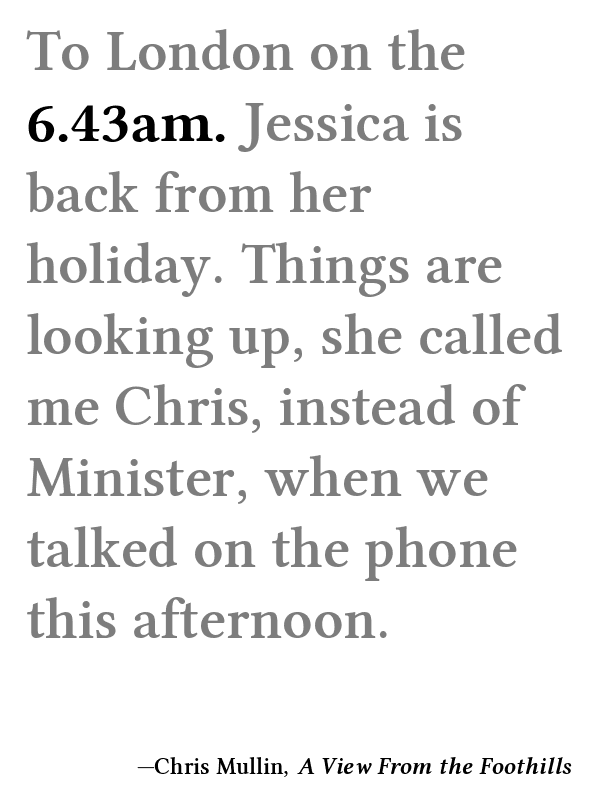 To London on the
6.43am. Jessica is
back from her
holiday. Things are
looking up, she called
me Chris, instead of
Minister, when we
talked on the phone
this afternoon.
—Chris Mullin, A View From the Foothills